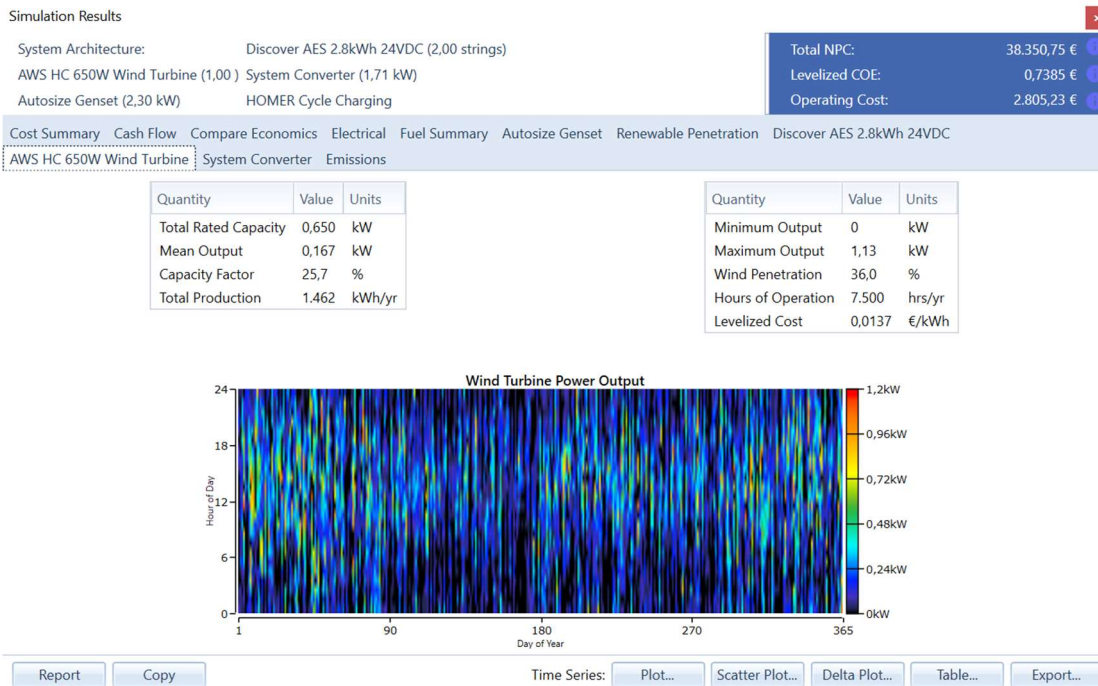 Simulation Results
System Architecture:
Discover AES 2.8kWh 24VDC (2,00 strings)
AWS HC 650W Wind Turbine (1,00 )
System Converter (1,71 kW)
Autosize Genset (2,30 kW)
HOMER Cycle Charging
Total NPC: 38.350,75 €
Levelized COE: 0,7385 €
Operating Cost: 2.805,23 €
Cost Summary Cash Flow Compare Economics Electrical Fuel Summary Autosize Genset Renewable Penetration Discover AES 2.8kWh 24VDC
AWS HC 650W Wind Turbine System Converter Emissions
Quantity Value Units
Total Rated Capacity 0,650 kW
Mean Output 0,167 kW
Capacity Factor 25,7 %
Total Production 1.462 kWh/yr
Quantity Value Units
Minimum Output 0 kW
Maximum Output 1,13 kW
Wind Penetration 36,0 %
Hours of Operation 7.500 hrs/yr
Levelized Cost 0,0137 €/kWh
Wind Turbine Power Output
Hour of Day
24
18
12
6
0
1 90 180 270 365
Day of Year
1,2kW
0,96kW
0,72kW
0,48kW
0,24kW
0kW
Report Copy Time Series: Plot... Scatter Plot... Delta Plot... Table... Export...